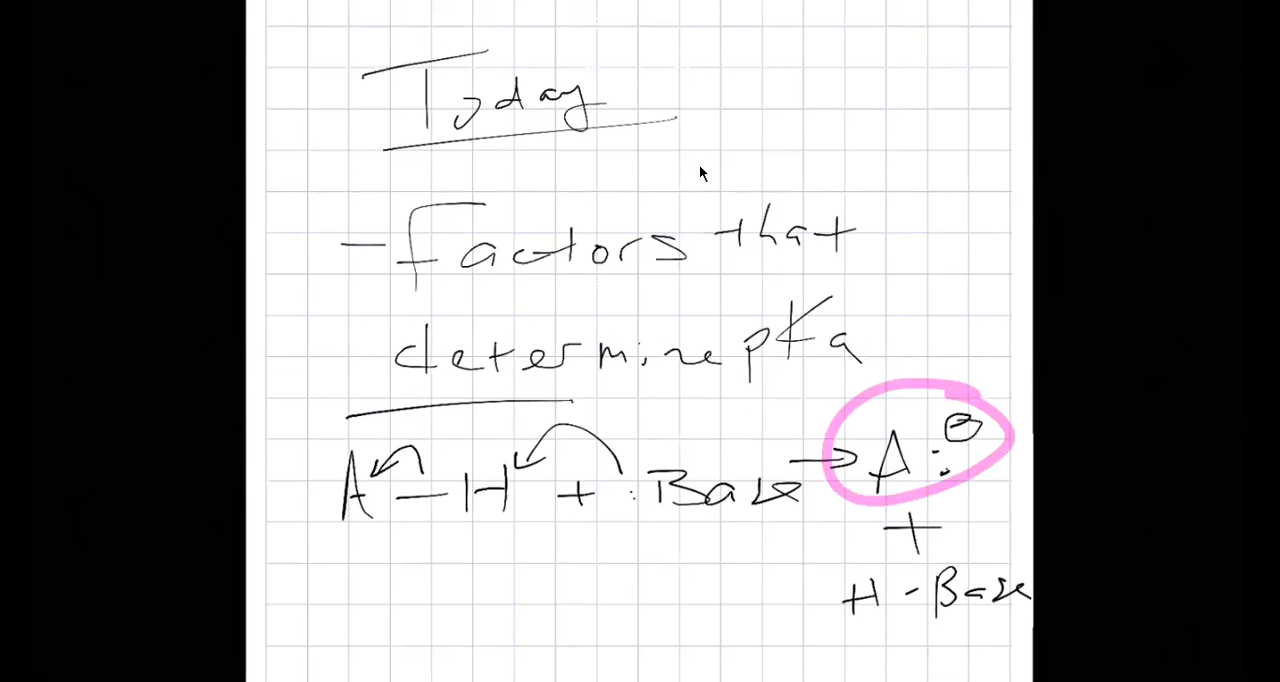 Today
- Factors that
determine pKa
A - H + :Base → A:⊖
+
H - Base